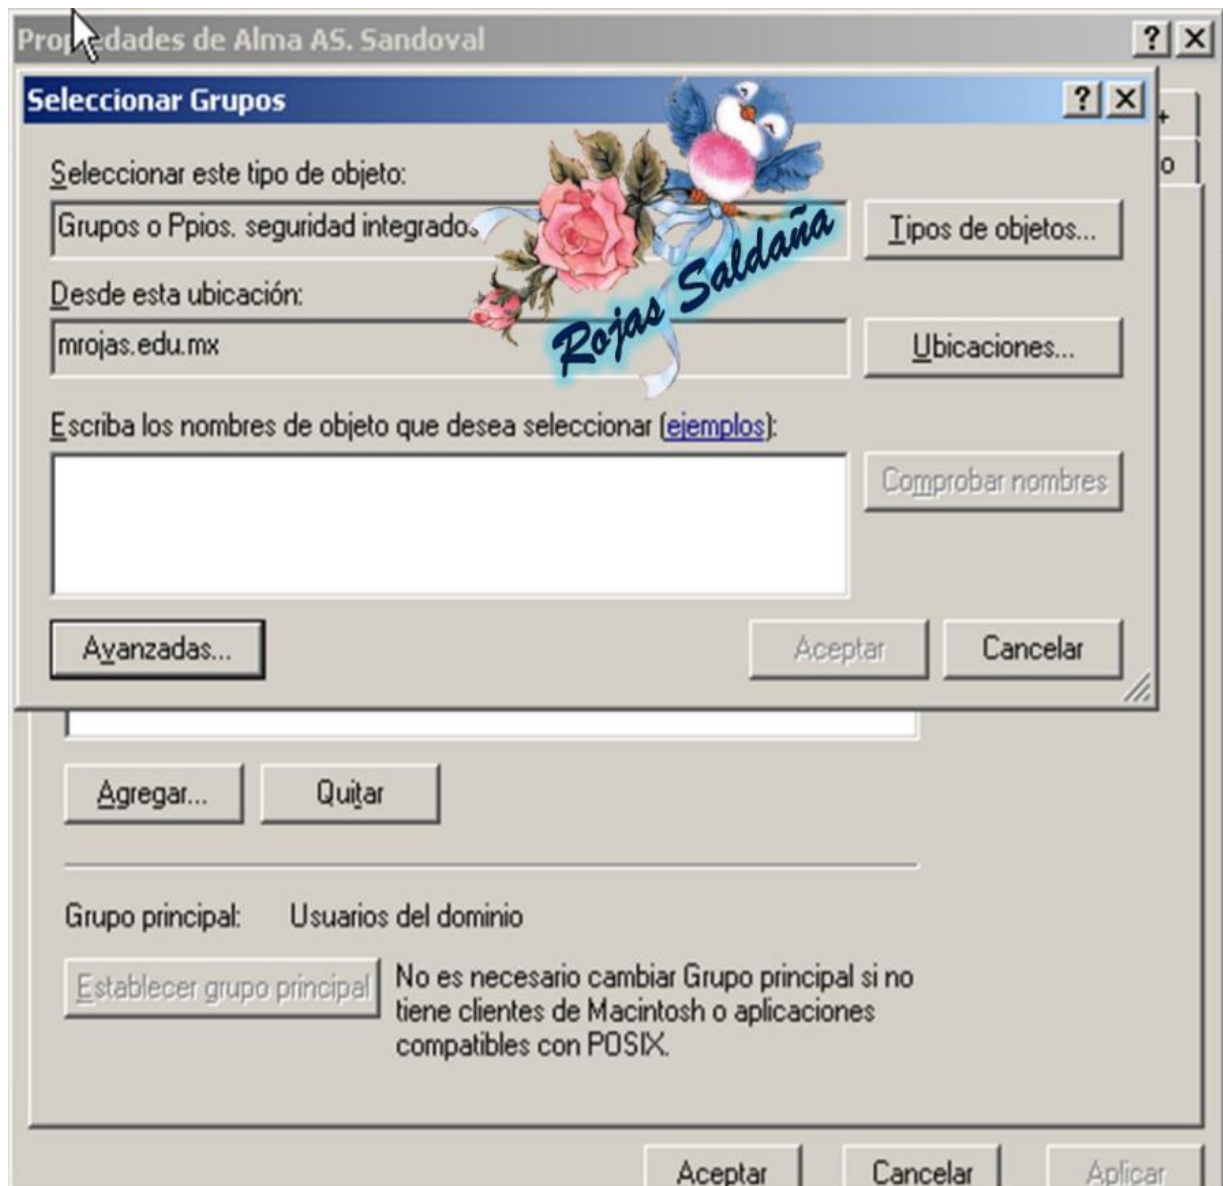 Propiedades de Alma AS. Sandoval
Seleccionar Grupos
Seleccionar este tipo de objeto:
Grupos o Ppios. seguridad integrados
Tipos de objetos...
Desde esta ubicación:
mrojas.edu.mx
Ubicaciones...
Rojas Saldaña
Escriba los nombres de objeto que desea seleccionar (ejemplos):
Comprobar nombres
Avanzadas...
Aceptar
Cancelar
Agregar...
Quitar
Grupo principal: Usuarios del dominio
Establecer grupo principal
No es necesario cambiar Grupo principal si no
tiene clientes de Macintosh o aplicaciones
compatibles con POSIX.
Aceptar
Cancelar
Aplicar